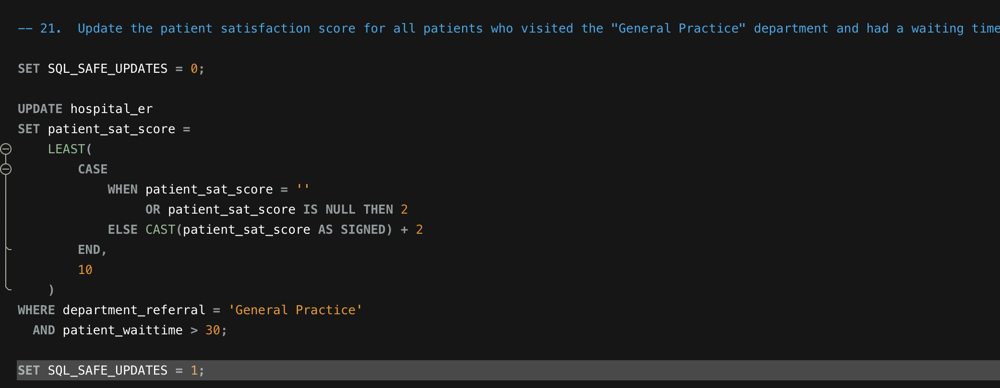 -- 21.  Update the patient satisfaction score for all patients who visited the "General Practice" department and had a waiting time
SET SQL_SAFE_UPDATES = 0;
UPDATE hospital_er
SET patient_sat_score =
    LEAST(
        CASE
            WHEN patient_sat_score = ''
                 OR patient_sat_score IS NULL THEN 2
            ELSE CAST(patient_sat_score AS SIGNED) + 2
        END,
        10
    )
WHERE department_referral = 'General Practice'
  AND patient_waittime > 30;
SET SQL_SAFE_UPDATES = 1;